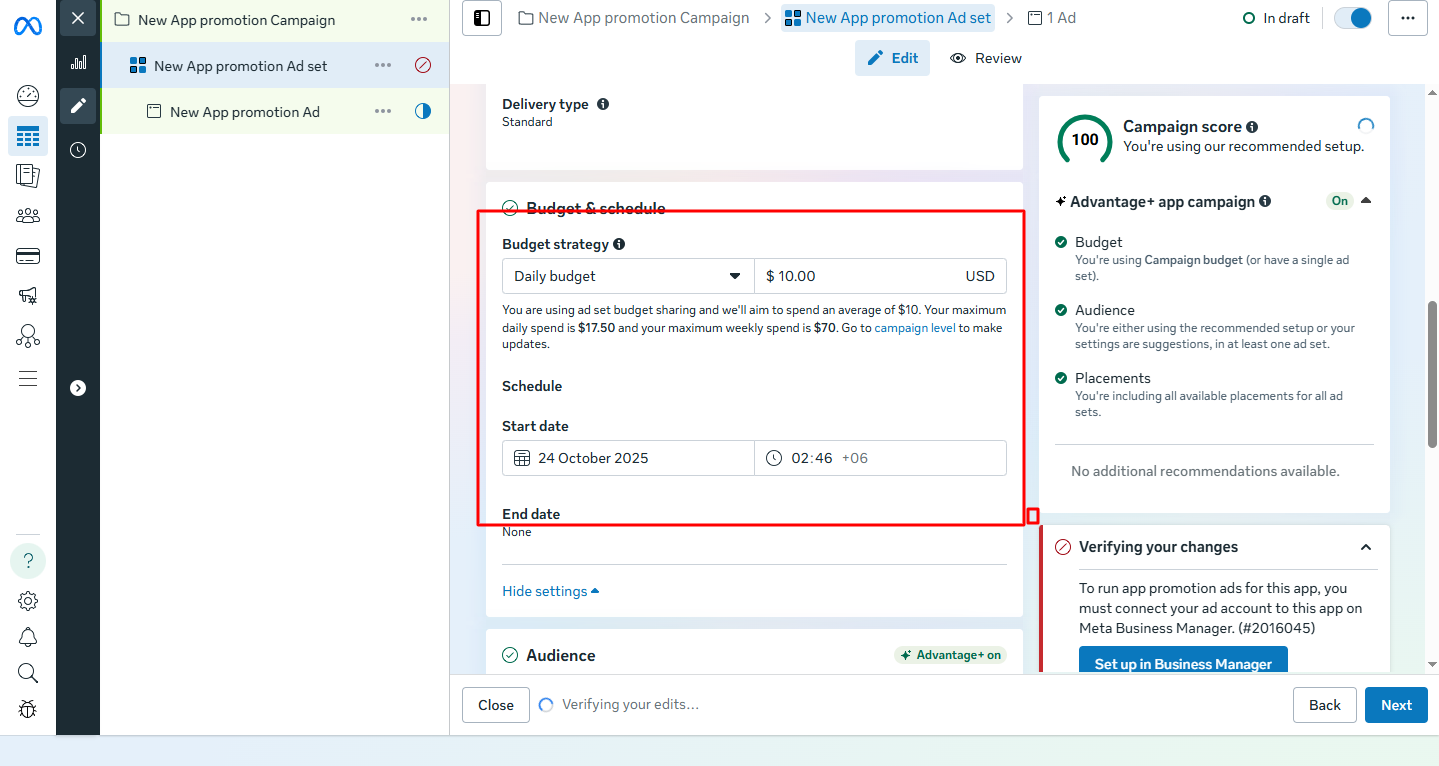 New App promotion Campaign
New App promotion Ad set
New App promotion Ad
New App promotion Campaign
New App promotion Ad set
1 Ad
In draft
Edit
Review
Delivery type
Standard
Budget & schedule
Budget strategy
Daily budget
$ 10.00
USD
You are using ad set budget sharing and we'll aim to spend an average of $10. Your maximum
daily spend is $17.50 and your maximum weekly spend is $70. Go to campaign level to make
updates.
Schedule
Start date
24 October 2025
02:46 +06
End date
None
Hide settings
Audience
Advantage+ on
100
Campaign score
You're using our recommended setup.
Advantage+ app campaign
On
Budget
You're using Campaign budget (or have a single ad
set).
Audience
You're either using the recommended setup or your
settings are suggestions, in at least one ad set.
Placements
You're including all available placements for all ad
sets.
No additional recommendations available.
Verifying your changes
To run app promotion ads for this app, you
must connect your ad account to this app on
Meta Business Manager. (#2016045)
Set up in Business Manager
Close
Verifying your edits...
Back
Next